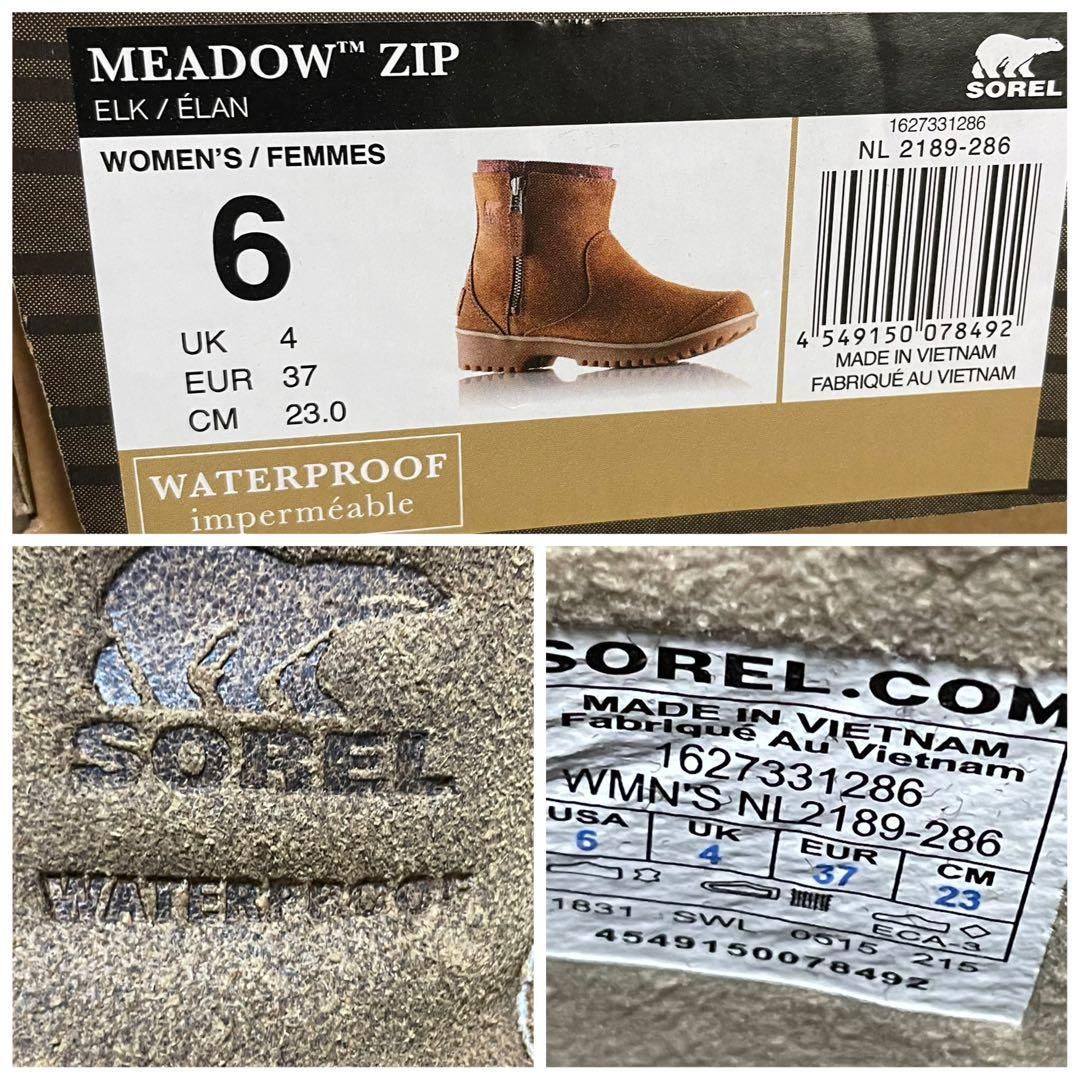 MEADOW™ ZIP
ELK / ÉLAN
SOREL
WOMEN'S / FEMMES
6
UK 4
EUR 37
CM 23.0
1627331286
NL 2189-286
4 549150 078492
MADE IN VIETNAM
FABRIQUÉ AU VIETNAM
WATERPROOF
imperméable
SOREL
WATERPROOF
SOREL.COM
MADE IN VIETNAM
Fabriqué Au Vietnam
1627331286
WMN'S NL2189-286
USA UK EUR CM
6 4 37 23
1831 SWL 0515 215
ECA-3
4549150078492